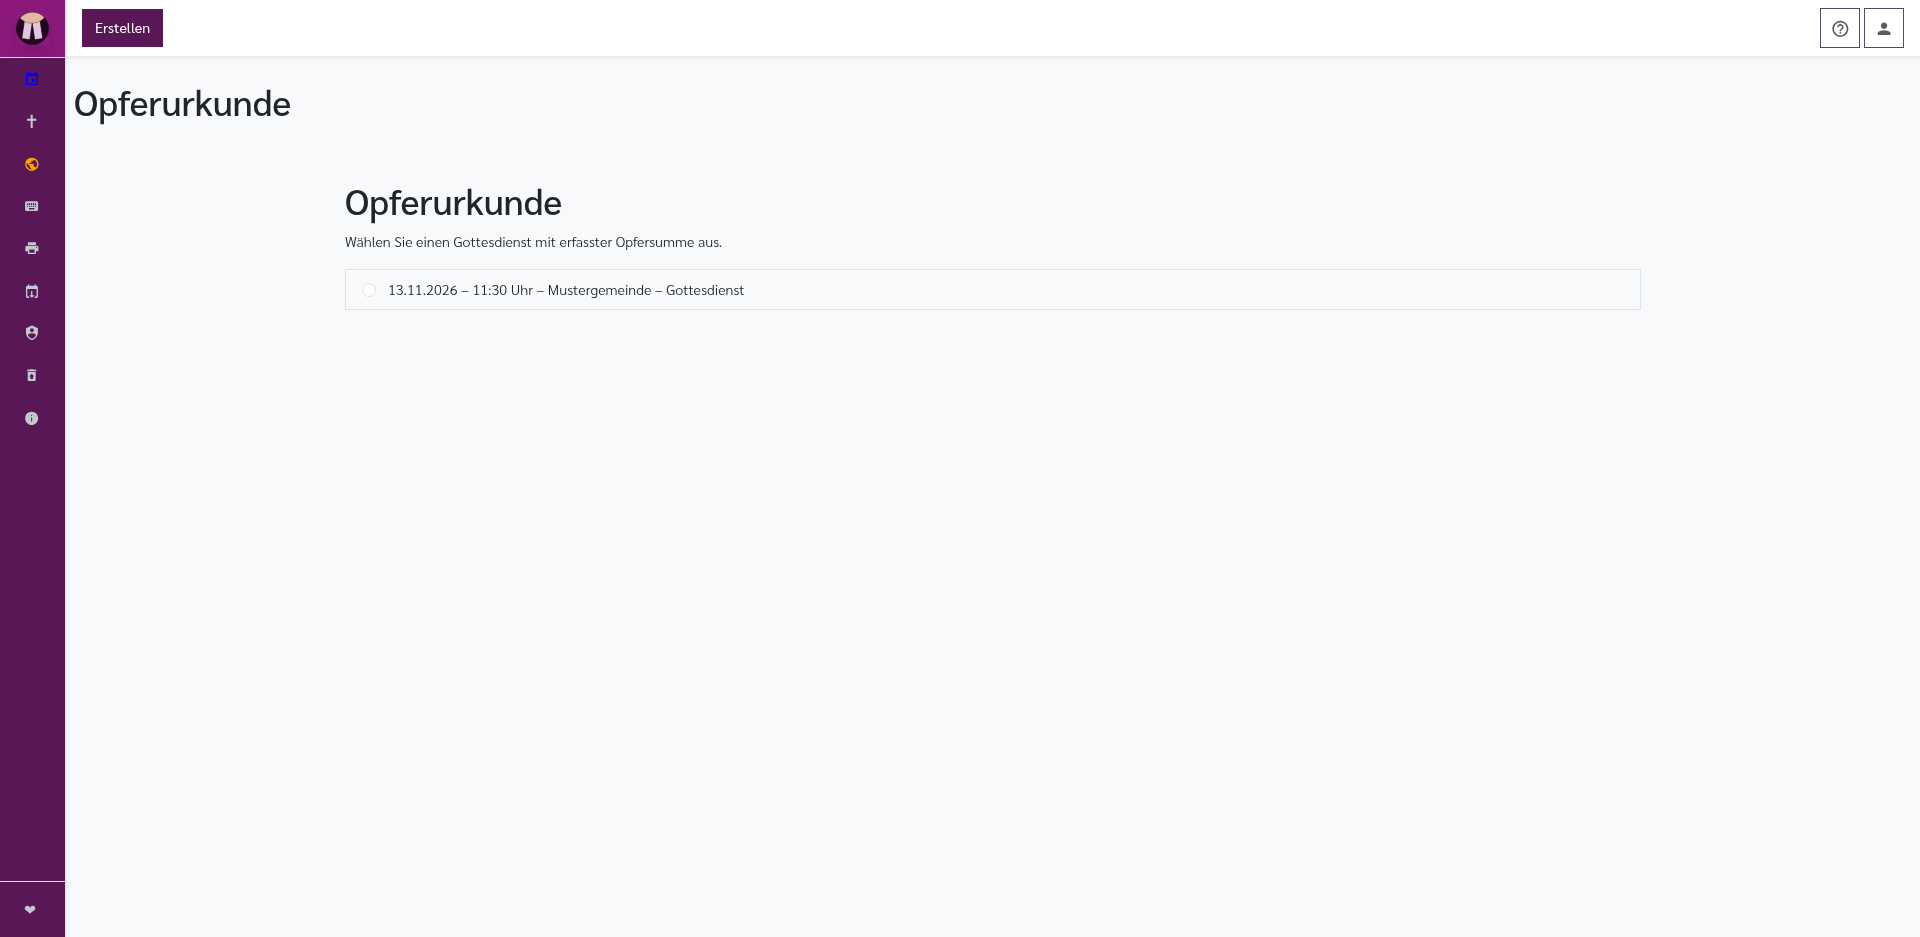 Erstellen
Opferurkunde
Opferurkunde
Wählen Sie einen Gottesdienst mit erfasster Opfersumme aus.
13.11.2026 – 11:30 Uhr – Mustergemeinde – Gottesdienst